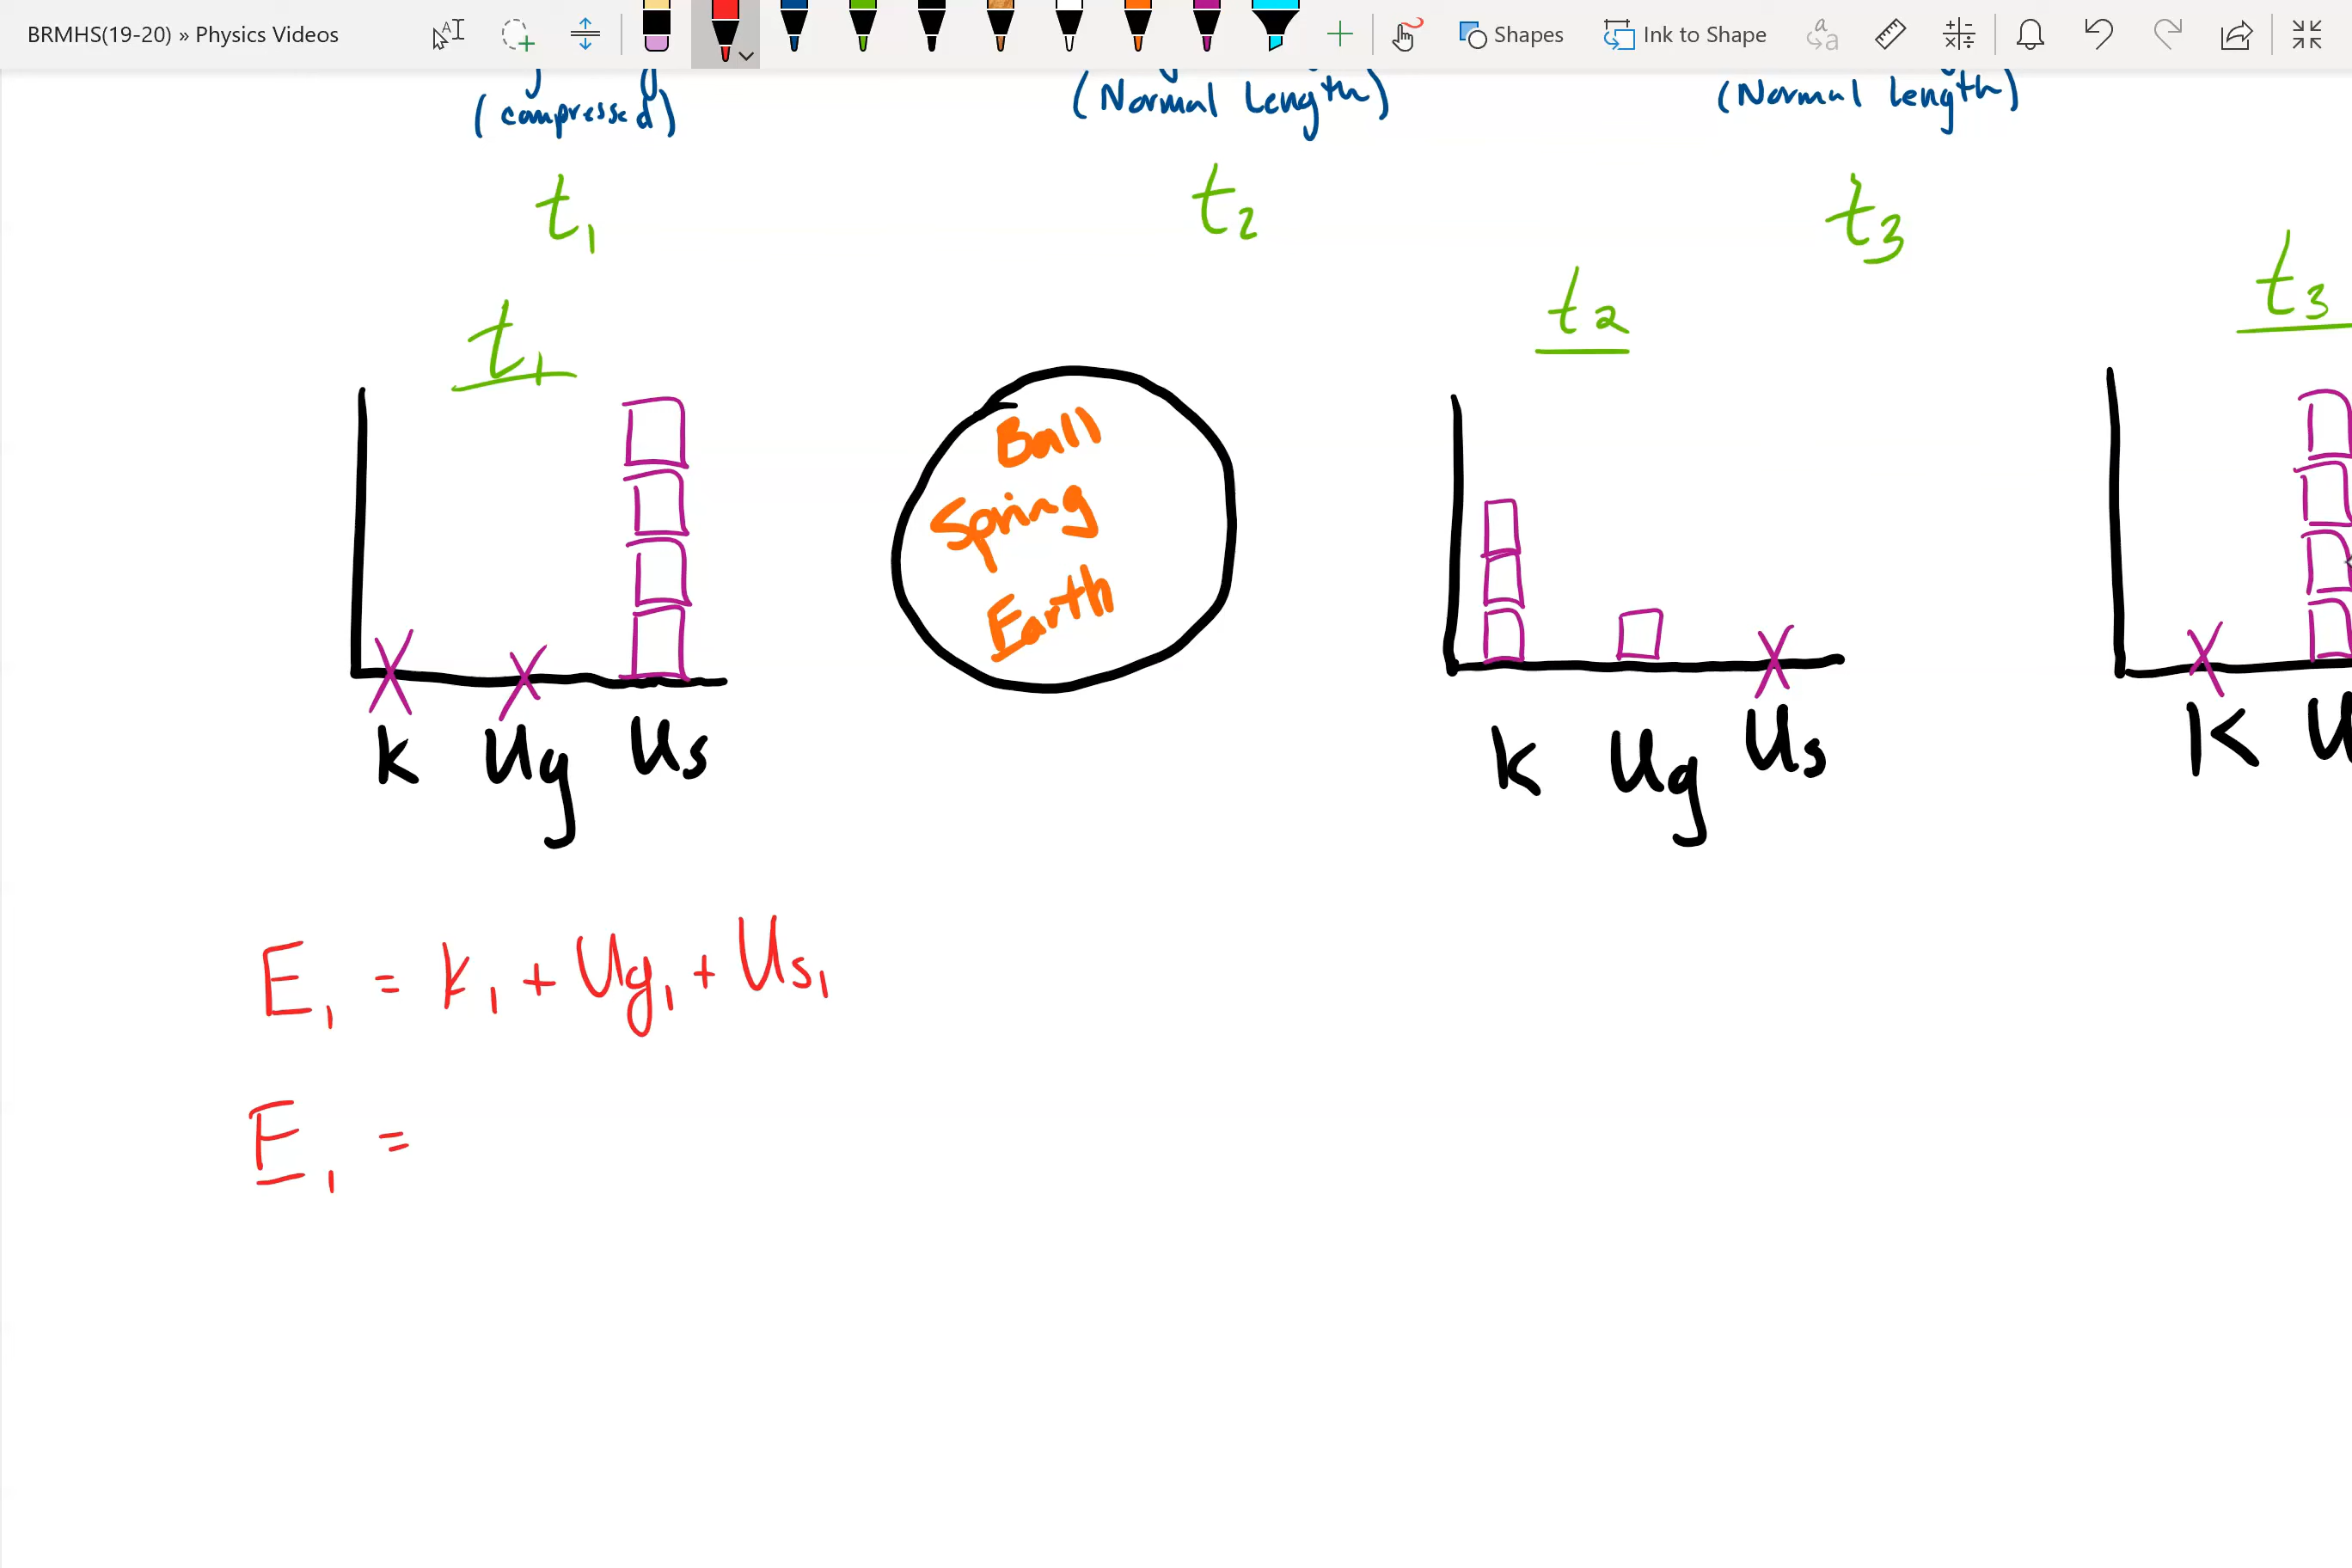 BRMHS(19-20) » Physics Videos
Shapes
Ink to Shape
(compressed)
(Normal Length)
(Normal Length)
t1
t2
t3
t1
t2
t3
Ball
Spring
Earth
K Ug Us
K Ug Us
K
E1 = K1 + Ug1 + Us1
E1 =